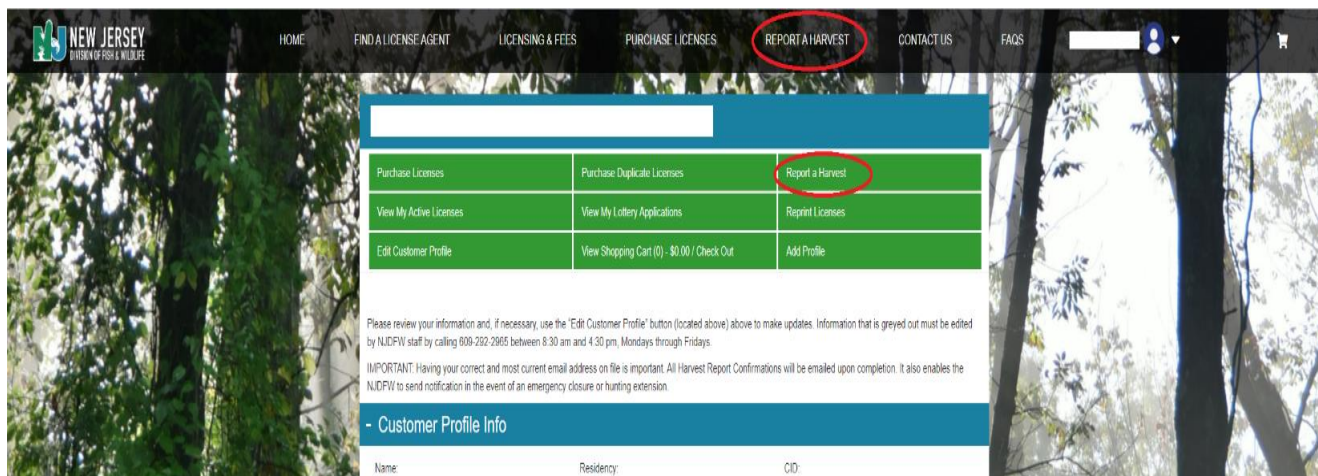 NEW JERSEY
DIVISION OF FISH & WILDLIFE
HOME FIND A LICENSE AGENT LICENSING & FEES PURCHASE LICENSES REPORT A HARVEST CONTACT US FAQS
Purchase Licenses Purchase Duplicate Licenses Report a Harvest
View My Active Licenses View My Lottery Applications Reprint Licenses
Edit Customer Profile View Shopping Cart (0) - $0.00 / Check Out Add Profile
Please review your information and, if necessary, use the "Edit Customer Profile" button (located above) above to make updates. Information that is greyed out must be edited
by NJDFW staff by calling 609-292-2965 between 8:30 am and 4:30 pm, Mondays through Fridays.
IMPORTANT: Having your correct and most current email address on file is important. All Harvest Report Confirmations will be emailed upon completion. It also enables the
NJDFW to send notification in the event of an emergency closure or hunting extension.
- Customer Profile Info
Name: Residency: CID: